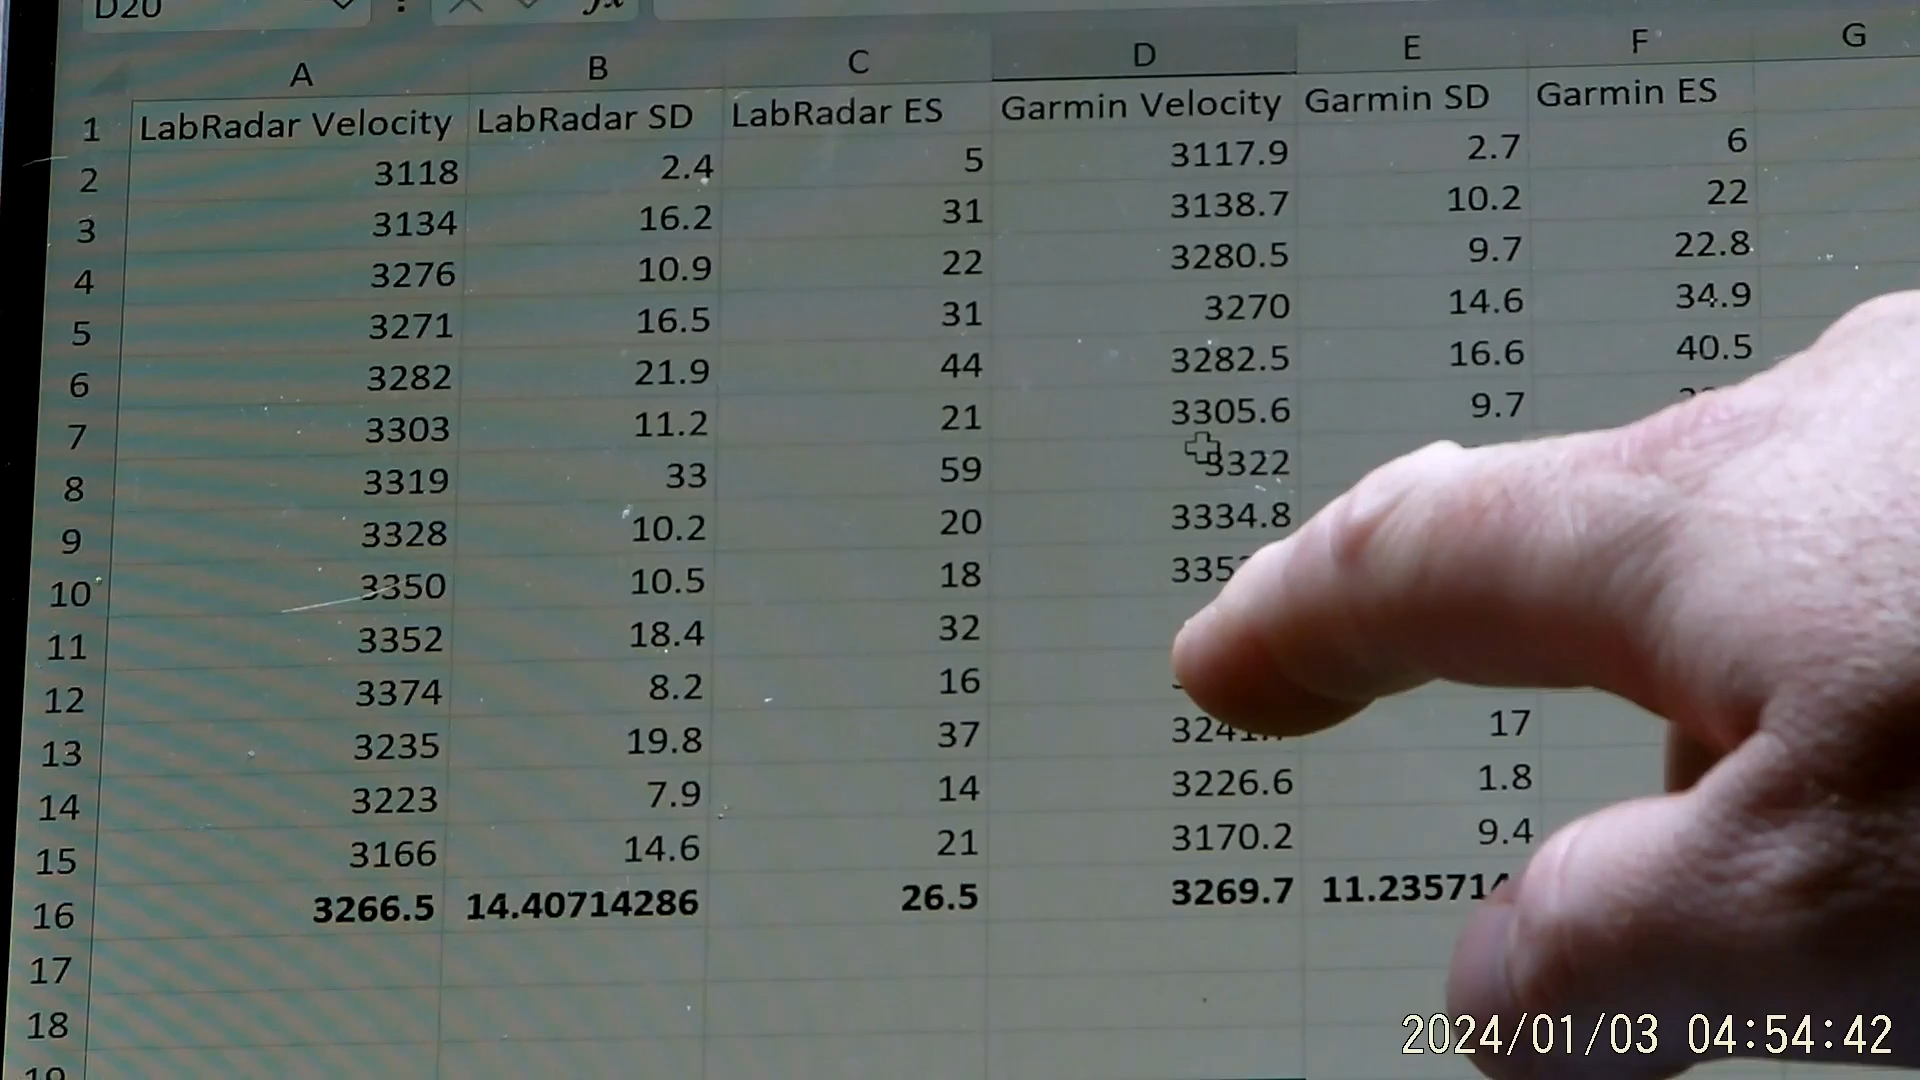 D20 fx
A B C D E F G
1 LabRadar Velocity LabRadar SD LabRadar ES Garmin Velocity Garmin SD Garmin ES
2 3118 2.4 5 3117.9 2.7 6
3 3134 16.2 31 3138.7 10.2 22
4 3276 10.9 22 3280.5 9.7 22.8
5 3271 16.5 31 3270 14.6 34.9
6 3282 21.9 44 3282.5 16.6 40.5
7 3303 11.2 21 3305.6 9.7
8 3319 33 59 3322
9 3328 10.2 20 3334.8
10 3350 10.5 18
11 3352 18.4 32
12 3374 8.2 16
13 3235 19.8 37 17
14 3223 7.9 14 3226.6 1.8
15 3166 14.6 21 3170.2 9.4
16 3266.5 14.40714286 26.5 3269.7 11.235714
17
18
19
2024/01/03 04:54:42